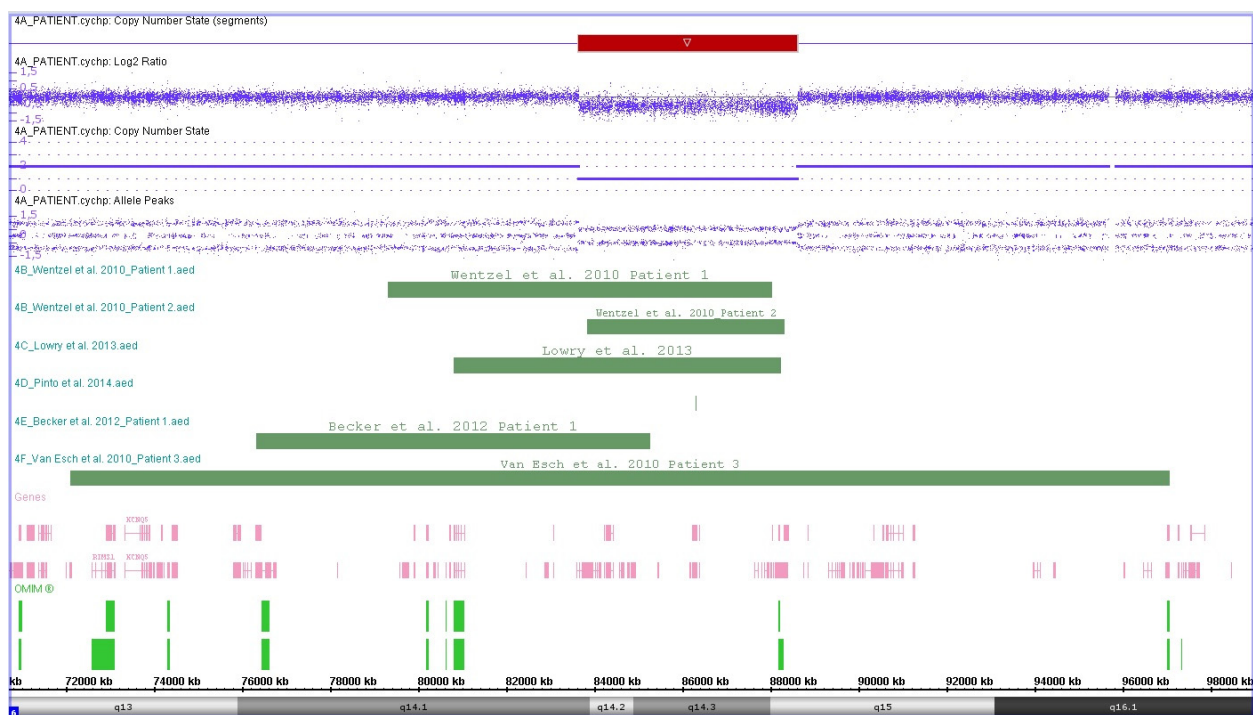 4A_PATIENT.cychp: Copy Number State (segments)
4A_PATIENT.cychp: Log2 Ratio
1,5
0,5
-0,5
-1,5
4A_PATIENT.cychp: Copy Number State
4
2
0
4A_PATIENT.cychp: Allele Peaks
1,5
0
-1,5
4B_Wentzel et al. 2010_Patient 1.aed
Wentzel et al. 2010 Patient 1
4B_Wentzel et al. 2010_Patient 2.aed
Wentzel et al. 2010_Patient 2
4C_Lowry et al. 2013.aed
Lowry et al. 2013
4D_Pinto et al. 2014.aed
4E_Becker et al. 2012_Patient 1.aed
Becker et al. 2012 Patient 1
4F_Van Esch et al. 2010_Patient 3.aed
Van Esch et al. 2010 Patient 3
Genes
KCNQ5
RIMS1 KCNQ5
OMIM ®
kb 72000 kb 74000 kb 76000 kb 78000 kb 80000 kb 82000 kb 84000 kb 86000 kb 88000 kb 90000 kb 92000 kb 94000 kb 96000 kb 98000 kb
6 q13 q14.1 q14.2 q14.3 q15 q16.1